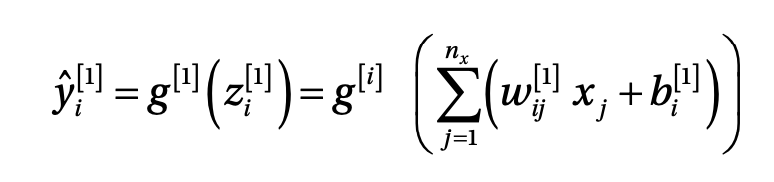 ŷ_i^{[1]} = g^{[1]}(z_i^{[1]}) = g^{[i]} (∑_{j=1}^{n_x} (w_{ij}^{[1]} x_j + b_i^{[1]}))